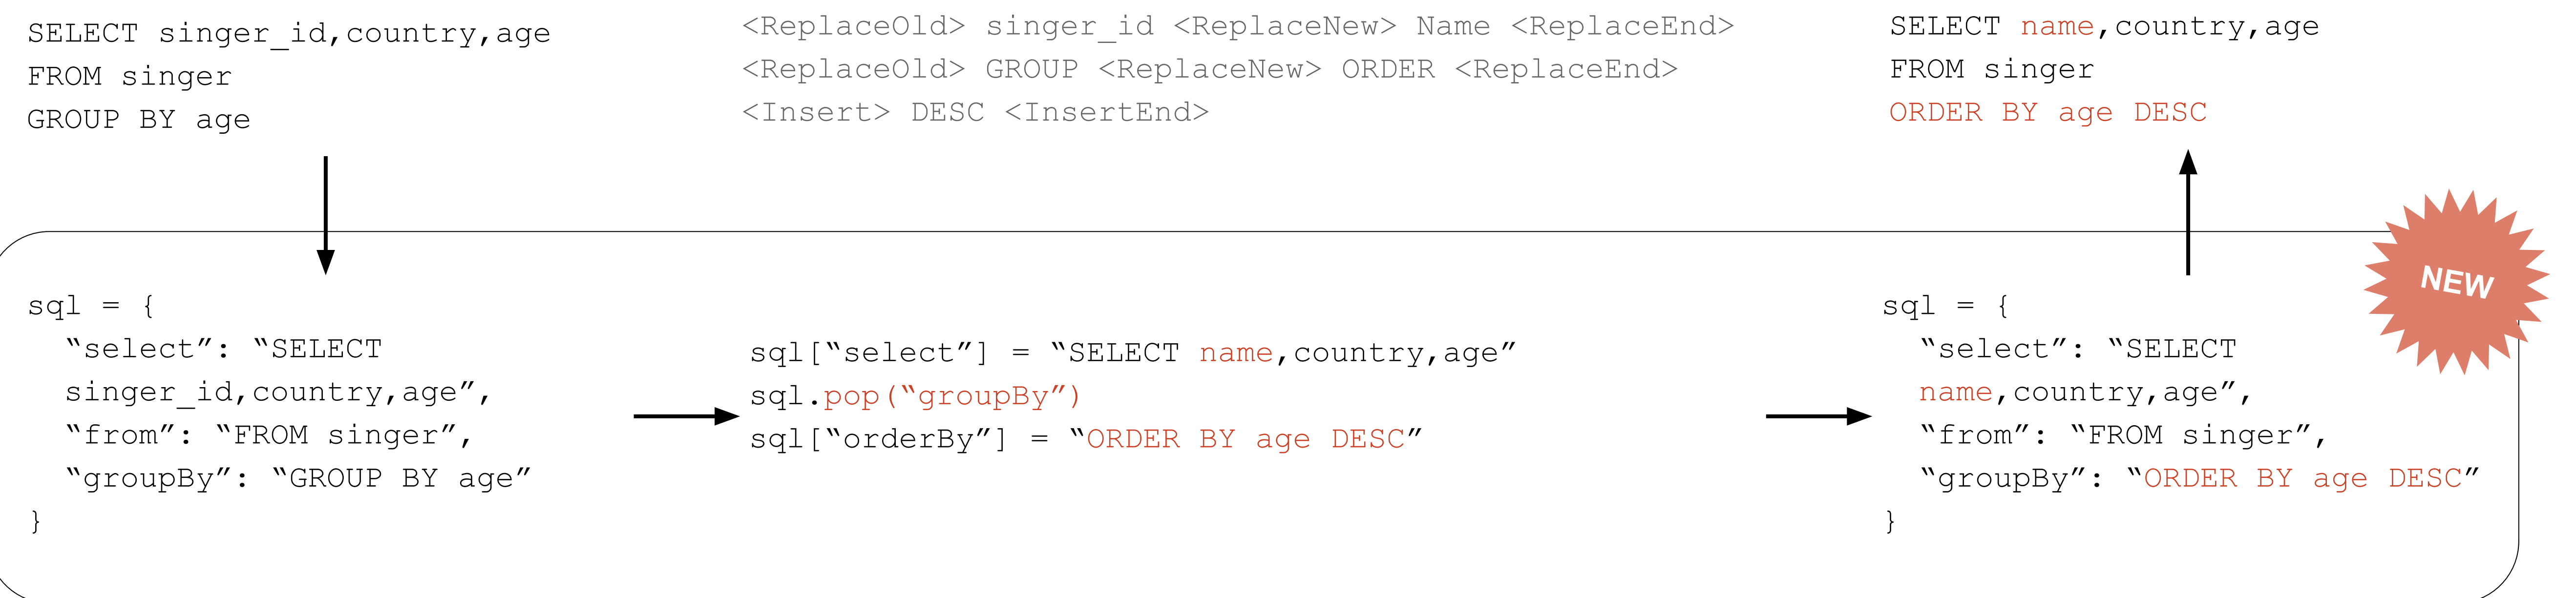 SELECT singer_id,country,age
FROM singer
GROUP BY age
<ReplaceOld> singer_id <ReplaceNew> Name <ReplaceEnd>
<ReplaceOld> GROUP <ReplaceNew> ORDER <ReplaceEnd>
<Insert> DESC <InsertEnd>
SELECT name,country,age
FROM singer
ORDER BY age DESC
NEW
sql = {
“select”: “SELECT
singer_id,country,age”,
“from”: “FROM singer”,
“groupBy”: “GROUP BY age”
}
sql[“select”] = “SELECT name,country,age”
sql.pop(“groupBy”)
sql[“orderBy”] = “ORDER BY age DESC”
sql = {
“select”: “SELECT
name,country,age”,
“from”: “FROM singer”,
“groupBy”: “ORDER BY age DESC”
}